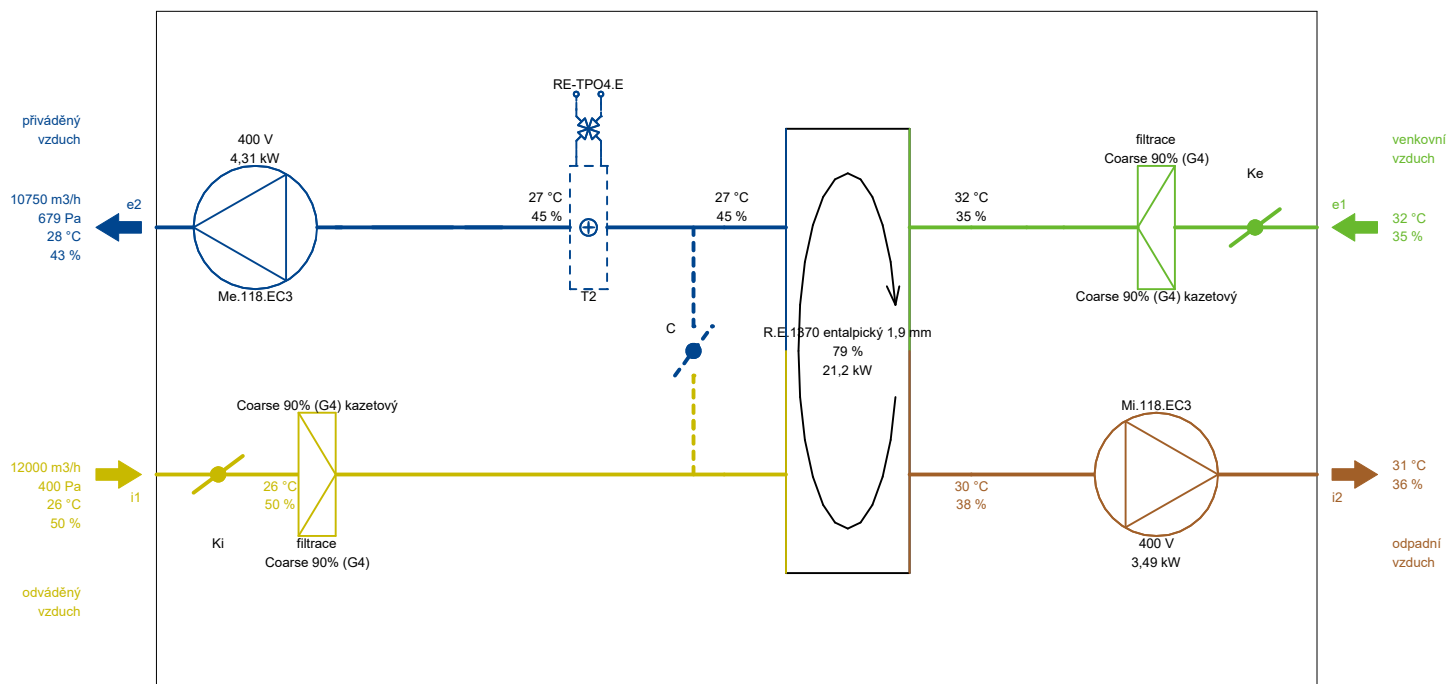 RE-TPO4.E
přiváděný
vzduch
400 V
4,31 kW
10750 m3/h
679 Pa
28 °C
43 %
e2
Me.118.EC3
27 °C
45 %
T2
27 °C
45 %
32 °C
35 %
filtrace
Coarse 90% (G4)
Coarse 90% (G4) kazetový
Ke
venkovní
vzduch
e1
32 °C
35 %
C
R.E.1370 entalpický 1,9 mm
79 %
21,2 kW
12000 m3/h
400 Pa
26 °C
50 %
i1
Ki
Coarse 90% (G4) kazetový
26 °C
50 %
filtrace
Coarse 90% (G4)
odváděný
vzduch
30 °C
38 %
Mi.118.EC3
400 V
3,49 kW
31 °C
36 %
i2
odpadní
vzduch